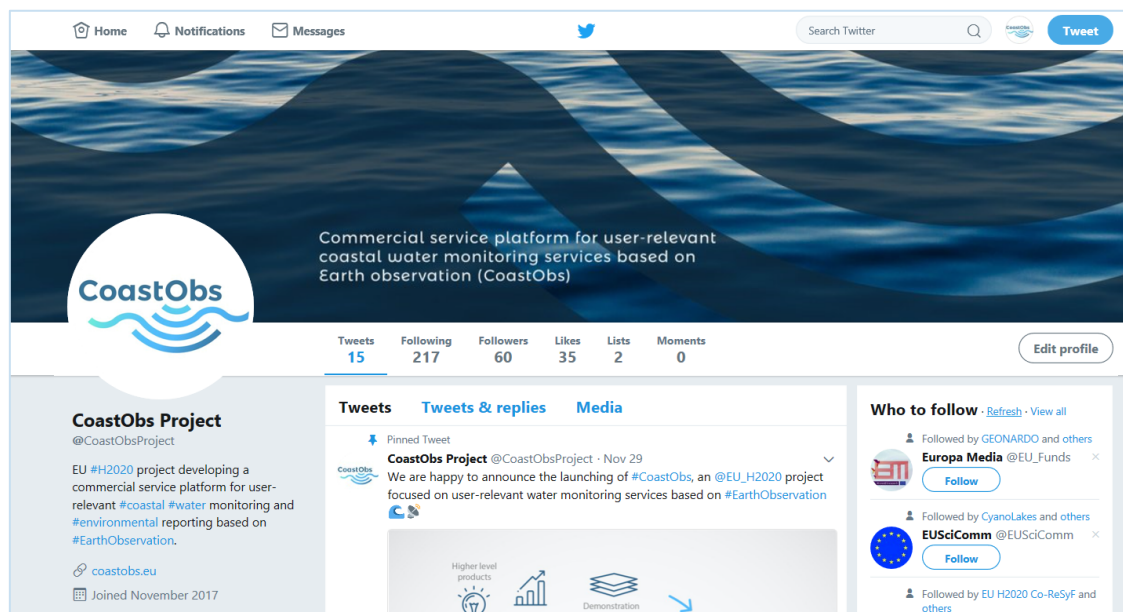 Home
Notifications
Messages
Search Twitter
CoastObs
Tweet
Commercial service platform for user-relevant
coastal water monitoring services based on
Earth observation (CoastObs)
CoastObs
Tweets
15
Following
217
Followers
60
Likes
35
Lists
2
Moments
0
Edit profile
CoastObs Project
@CoastObsProject
EU #H2020 project developing a
commercial service platform for user-
relevant #coastal #water monitoring and
#environmental reporting based on
#EarthObservation.
coastobs.eu
Joined November 2017
Tweets
Tweets & replies
Media
Pinned Tweet
CoastObs
CoastObs Project @CoastObsProject · Nov 29
We are happy to announce the launching of #CoastObs, an @EU_H2020 project
focused on user-relevant water monitoring services based on #EarthObservation
Higher level
products
Demonstration
Who to follow · Refresh · View all
Followed by GEONARDO and others
Europa Media @EU_Funds
Follow
Followed by CyanoLakes and others
EUSciComm @EUSciComm
Follow
Followed by EU H2020 Co-ReSyF and
others